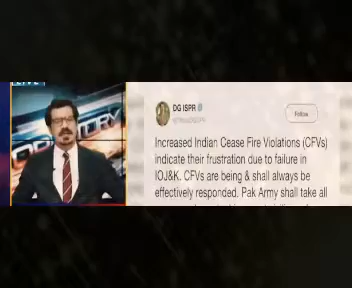 LIVE
DG ISPR
Follow
Increased Indian Cease Fire Violations (CFVs)
indicate their frustration due to failure in
IOJ&K. CFVs are being & shall always be
effectively responded. Pak Army shall take all